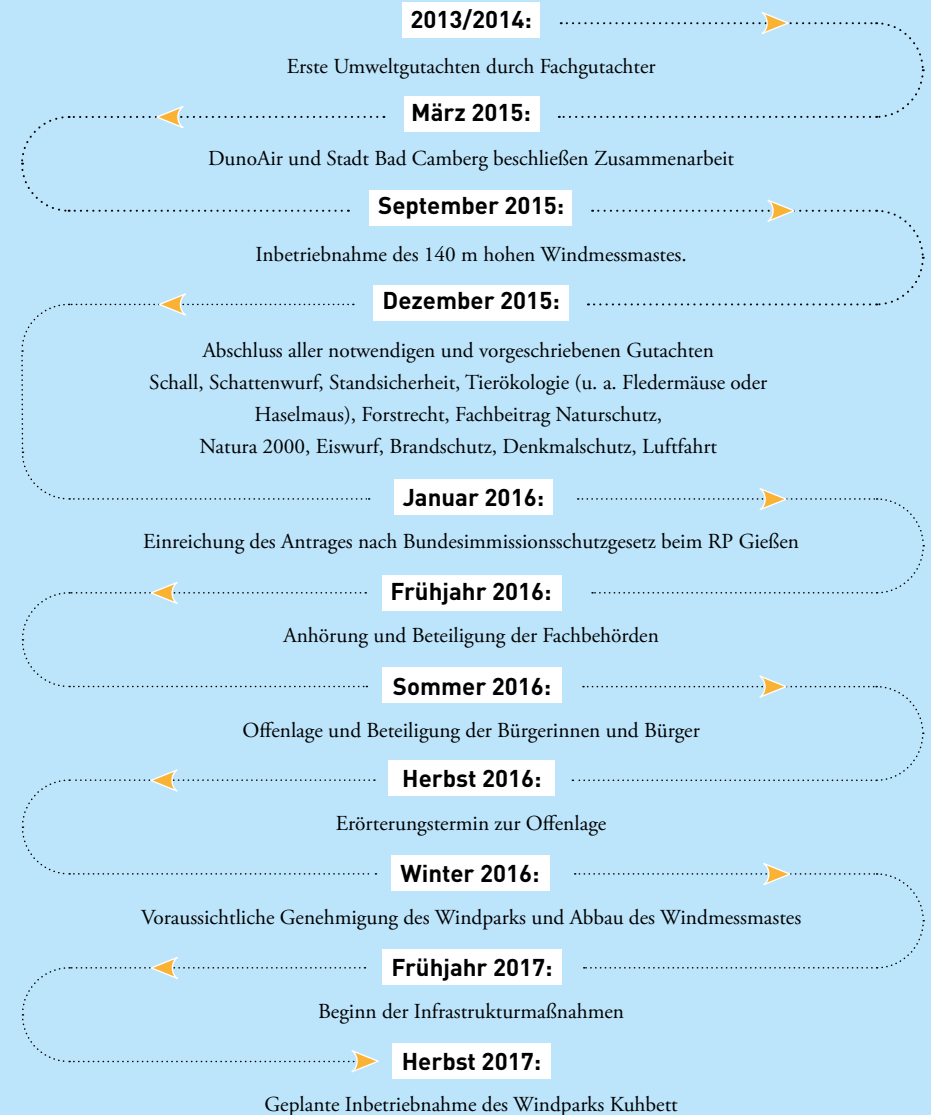 2013/2014:
Erste Umweltgutachten durch Fachgutachter
März 2015:
DunoAir und Stadt Bad Camberg beschließen Zusammenarbeit
September 2015:
Inbetriebnahme des 140 m hohen Windmessmastes.
Dezember 2015:
Abschluss aller notwendigen und vorgeschriebenen Gutachten
Schall, Schattenwurf, Standsicherheit, Tierökologie (u. a. Fledermäuse oder
Haselmaus), Forstrecht, Fachbeitrag Naturschutz,
Natura 2000, Eiswurf, Brandschutz, Denkmalschutz, Luftfahrt
Januar 2016:
Einreichung des Antrages nach Bundesimmissionsschutzgesetz beim RP Gießen
Frühjahr 2016:
Anhörung und Beteiligung der Fachbehörden
Sommer 2016:
Offenlage und Beteiligung der Bürgerinnen und Bürger
Herbst 2016:
Erörterungstermin zur Offenlage
Winter 2016:
Voraussichtliche Genehmigung des Windparks und Abbau des Windmessmastes
Frühjahr 2017:
Beginn der Infrastrukturmaßnahmen
Herbst 2017:
Geplante Inbetriebnahme des Windparks Kuhbett